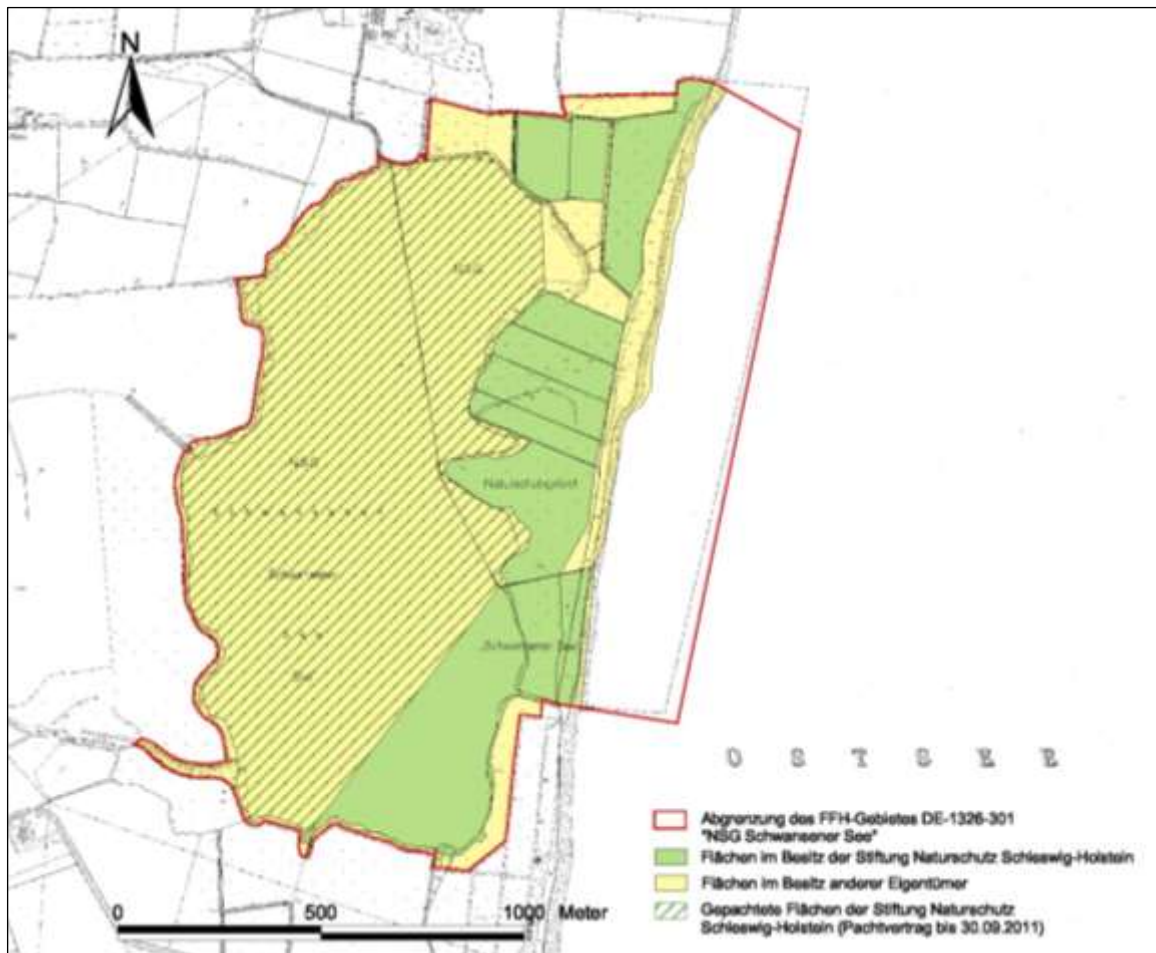 N
NSG
NSG
Schwansener
See
Naturschutzgebiet
Schwansener See
O S T S E E
Abgrenzung des FFH-Gebietes DE-1326-301
"NSG Schwansener See"
Flächen im Besitz der Stiftung Naturschutz Schleswig-Holstein
Flächen im Besitz anderer Eigentümer
Gepachtete Flächen der Stiftung Naturschutz
Schleswig-Holstein (Pachtvertrag bis 30.09.2011)
0 500 1000 Meter